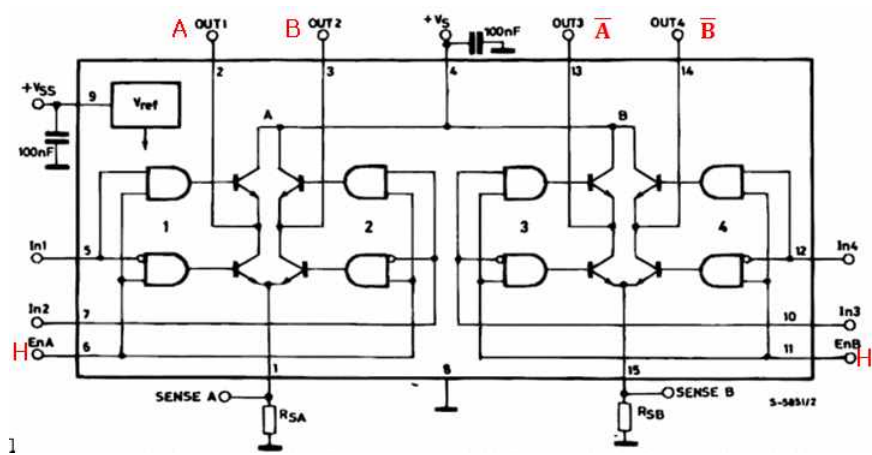 A OUT1 B OUT2 +Vs 100nF OUT3 A̅ OUT4 B̅
2 3 4 13 14
+VSS 9 Vref
A B
100nF
1 2 3 4
In1 5 12 In4
In2 7 10 In3
H EnA 6 11 EnB H
1 8 15
SENSE A SENSE B S-5851/2
RSA RSB